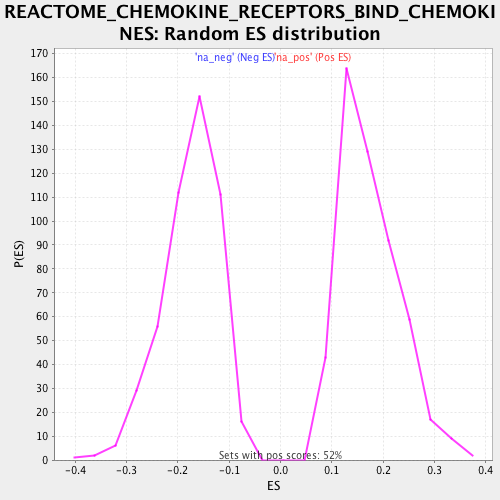 REACTOME_CHEMOKINE_RECEPTORS_BIND_CHEMOKI
NES: Random ES distribution
'na_neg' (Neg ES) 'na_pos' (Pos ES)
170
160
150
140
130
120
110
100
90
80
70
60
50
40
30
20
10
0
P(ES)
Sets with pos scores: 52%
-0.4 -0.3 -0.2 -0.1 0.0 0.1 0.2 0.3 0.4
ES